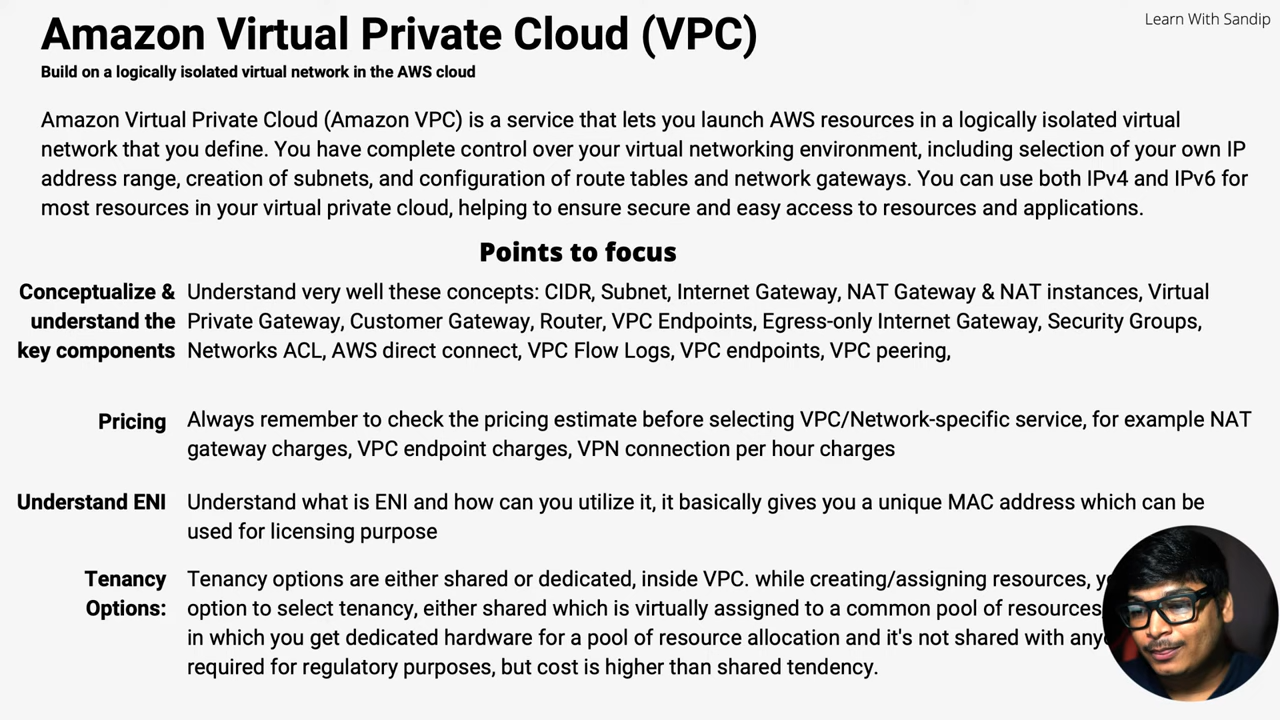 Learn With Sandip
Amazon Virtual Private Cloud (VPC)
Build on a logically isolated virtual network in the AWS cloud
Amazon Virtual Private Cloud (Amazon VPC) is a service that lets you launch AWS resources in a logically isolated virtual
network that you define. You have complete control over your virtual networking environment, including selection of your own IP
address range, creation of subnets, and configuration of route tables and network gateways. You can use both IPv4 and IPv6 for
most resources in your virtual private cloud, helping to ensure secure and easy access to resources and applications.
Points to focus
Conceptualize & Understand very well these concepts: CIDR, Subnet, Internet Gateway, NAT Gateway & NAT instances, Virtual
understand the Private Gateway, Customer Gateway, Router, VPC Endpoints, Egress-only Internet Gateway, Security Groups,
key components Networks ACL, AWS direct connect, VPC Flow Logs, VPC endpoints, VPC peering,
Pricing Always remember to check the pricing estimate before selecting VPC/Network-specific service, for example NAT
gateway charges, VPC endpoint charges, VPN connection per hour charges
Understand ENI Understand what is ENI and how can you utilize it, it basically gives you a unique MAC address which can be
used for licensing purpose
Tenancy Tenancy options are either shared or dedicated, inside VPC. while creating/assigning resources,
Options: option to select tenancy, either shared which is virtually assigned to a common pool of resources
in which you get dedicated hardware for a pool of resource allocation and it's not shared with
required for regulatory purposes, but cost is higher than shared tendency.